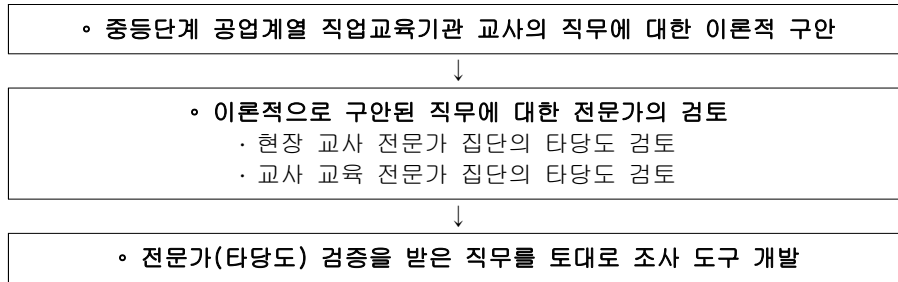 ∘ 중등단계 공업계열 직업교육기관 교사의 직무에 대한 이론적 구안
↓
∘ 이론적으로 구안된 직무에 대한 전문가의 검토
· 현장 교사 전문가 집단의 타당도 검토
· 교사 교육 전문가 집단의 타당도 검토
↓
∘ 전문가(타당도) 검증을 받은 직무를 토대로 조사 도구 개발